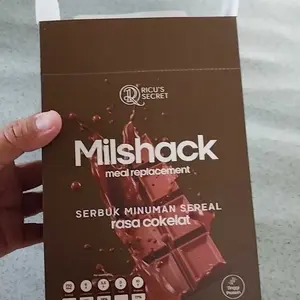 RICU'S
SECRET
Milshack
meal replacement
SERBUK MINUMAN SEREAL
rasa cokelat